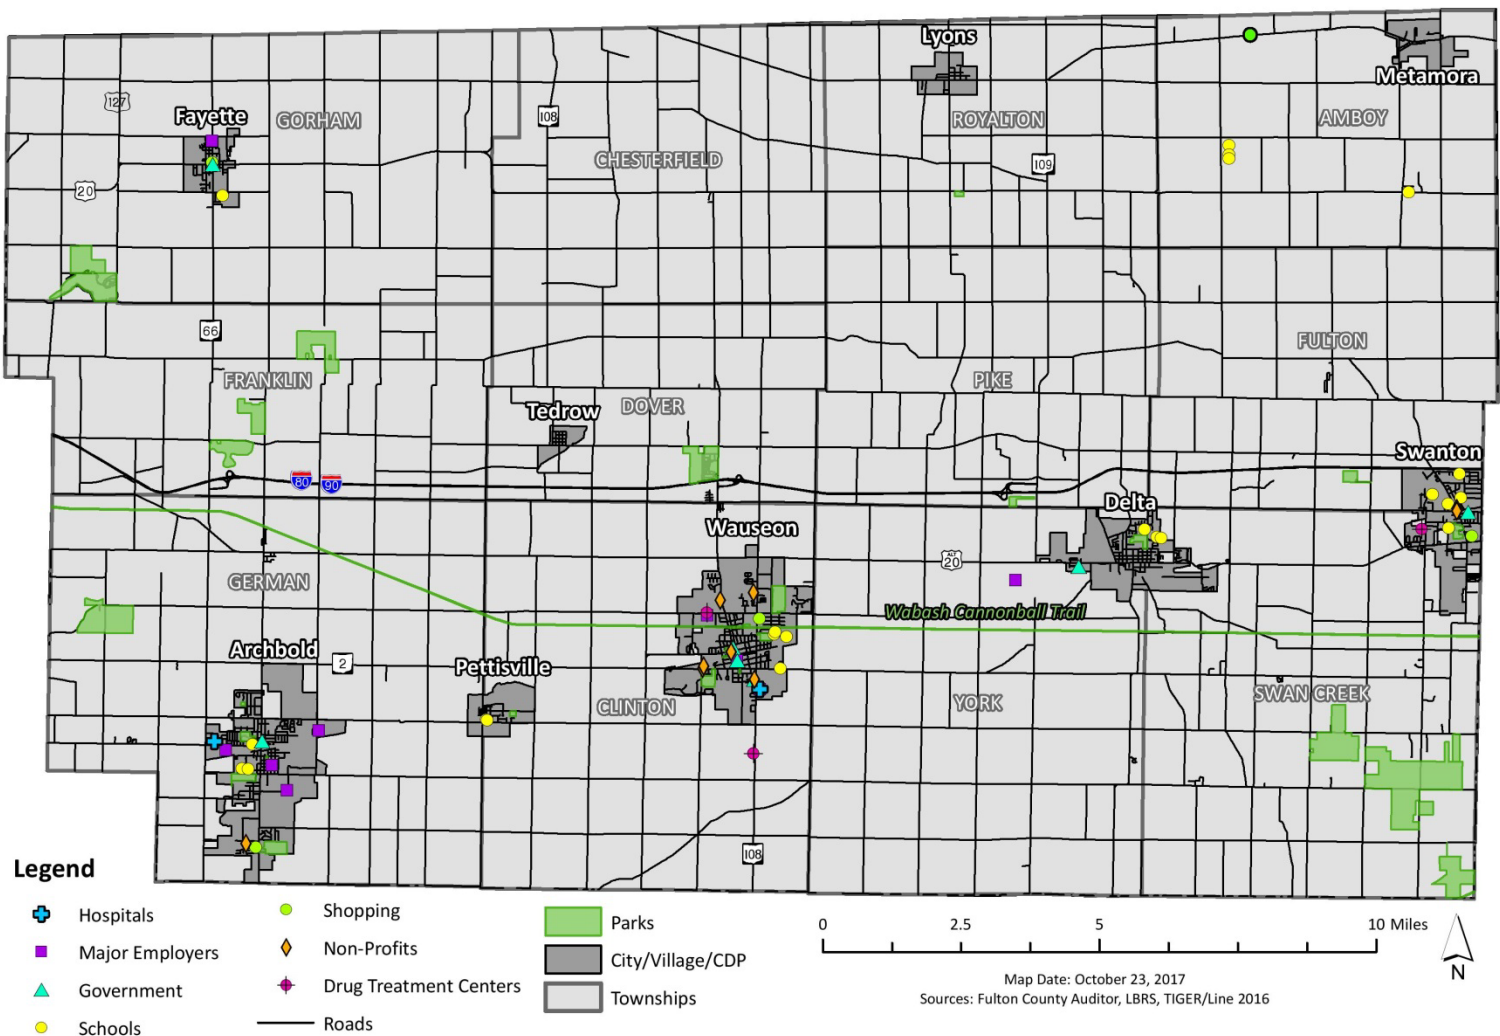 Lyons
Metamora
127
Fayette
GORHAM
108
ROYALTON
AMBOY
CHESTERFIELD
109
20
66
FULTON
FRANKLIN
PIKE
Tedrow
DOVER
Swanton
80
90
Delta
Wauseon
ALT
20
GERMAN
Wabash Cannonball Trail
Archbold
2
Pettisville
CLINTON
YORK
SWAN CREEK
108
Legend
Hospitals
Major Employers
Government
Schools
Shopping
Non-Profits
Drug Treatment Centers
Roads
Parks
City/Village/CDP
Townships
0 2.5 5 10 Miles
Map Date: October 23, 2017
Sources: Fulton County Auditor, LBRS, TIGER/Line 2016
N